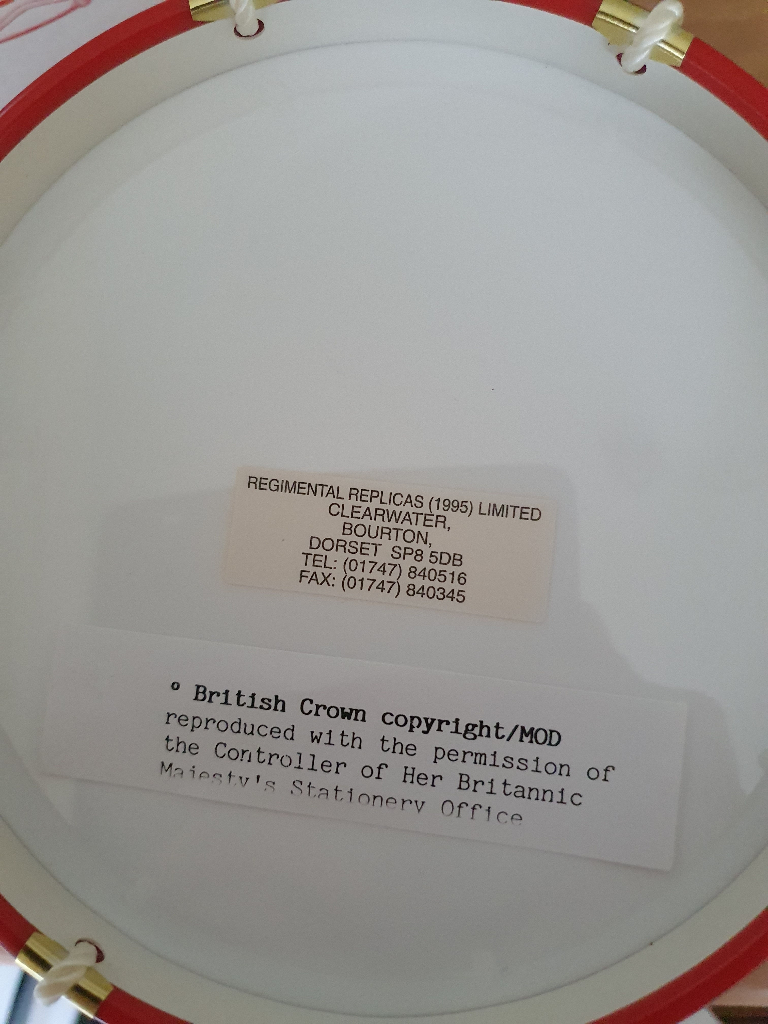 REGIMENTAL REPLICAS (1995) LIMITED
CLEARWATER,
BOURTON,
DORSET SP8 5DB
TEL: (01747) 840516
FAX: (01747) 840345
º British Crown copyright/MOD
reproduced with the permission of
the Controller of Her Britannic
Majesty's Stationery Office